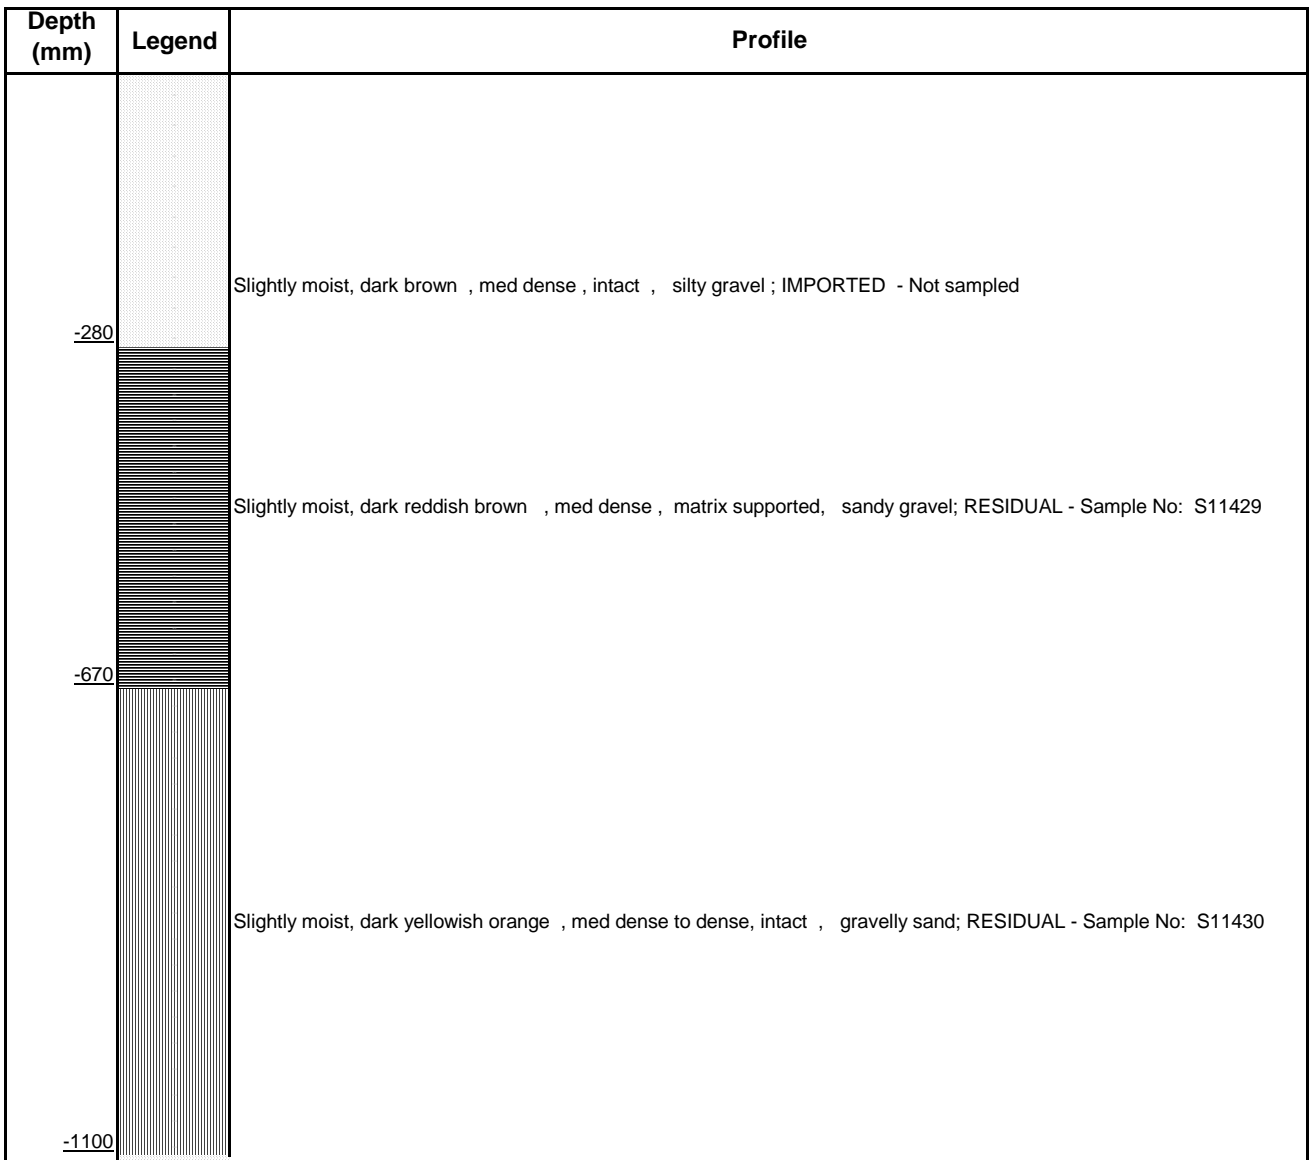 Depth
(mm)
Legend
Profile
Slightly moist, dark brown , med dense , intact , silty gravel ; IMPORTED - Not sampled
-280
Slightly moist, dark reddish brown , med dense , matrix supported, sandy gravel; RESIDUAL - Sample No: S11429
-670
Slightly moist, dark yellowish orange , med dense to dense, intact , gravelly sand; RESIDUAL - Sample No: S11430
-1100